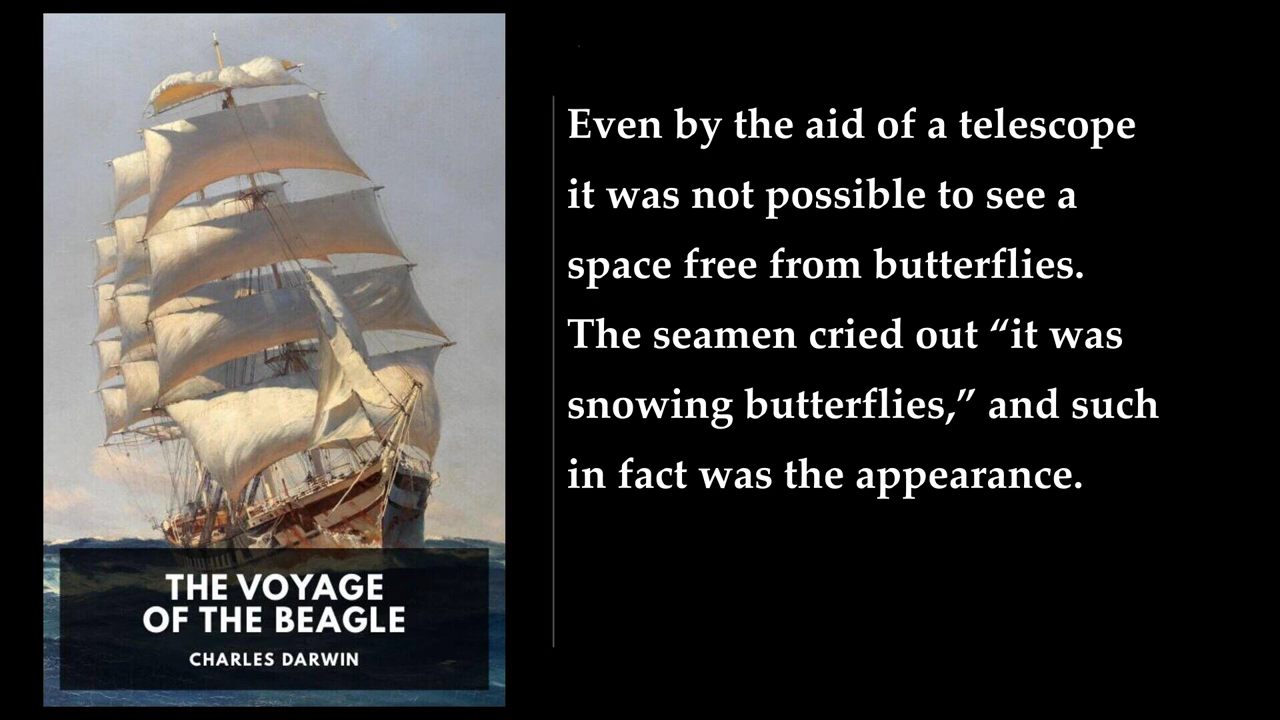 THE VOYAGE
OF THE BEAGLE
CHARLES DARWIN
Even by the aid of a telescope
it was not possible to see a
space free from butterflies.
The seamen cried out “it was
snowing butterflies,” and such
in fact was the appearance.